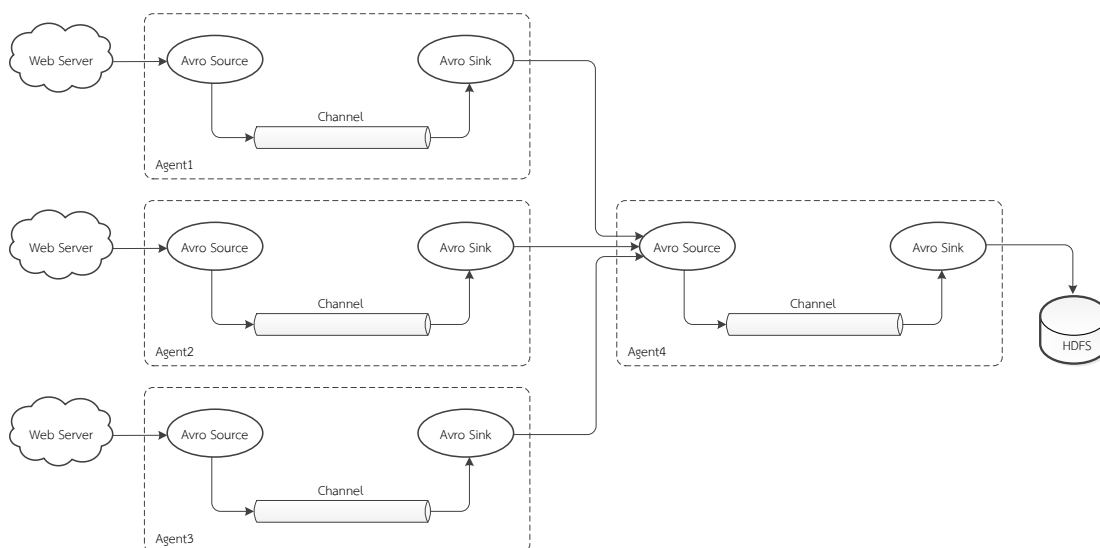 Web Server
Avro Source
Avro Sink
Channel
Agent1
Web Server
Avro Source
Avro Sink
Channel
Agent2
Avro Source
Avro Sink
Channel
Agent4
HDFS
Web Server
Avro Source
Avro Sink
Channel
Agent3